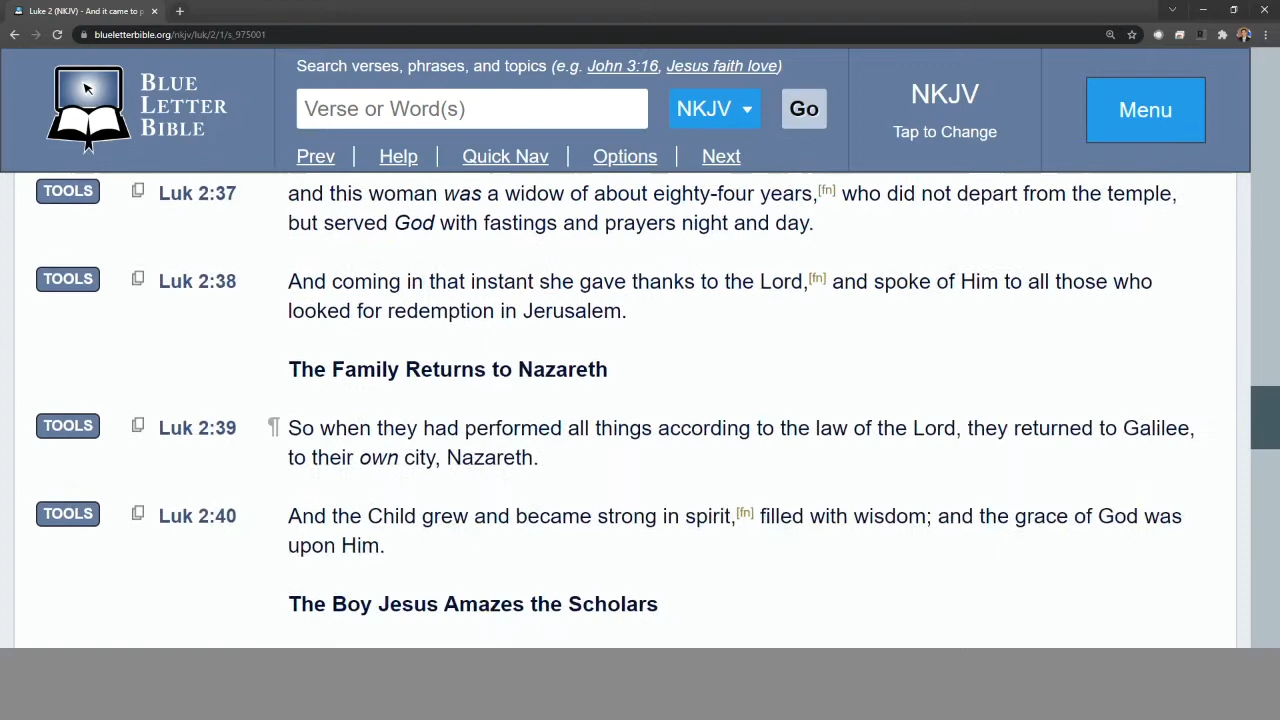 Luke 2 (NKJV) - And it came to p
blueletterbible.org/nkjv/luk/2/1/s_975001
Search verses, phrases, and topics (e.g. John 3:16, Jesus faith love)
BLUE
LETTER
BIBLE
Verse or Word(s)
NKJV
Go
NKJV
Tap to Change
Menu
Prev | Help | Quick Nav | Options | Next
TOOLS Luk 2:37 and this woman was a widow of about eighty-four years,[fn] who did not depart from the temple,
but served God with fastings and prayers night and day.
TOOLS Luk 2:38 And coming in that instant she gave thanks to the Lord,[fn] and spoke of Him to all those who
looked for redemption in Jerusalem.
The Family Returns to Nazareth
TOOLS Luk 2:39 ¶ So when they had performed all things according to the law of the Lord, they returned to Galilee,
to their own city, Nazareth.
TOOLS Luk 2:40 And the Child grew and became strong in spirit,[fn] filled with wisdom; and the grace of God was
upon Him.
The Boy Jesus Amazes the Scholars